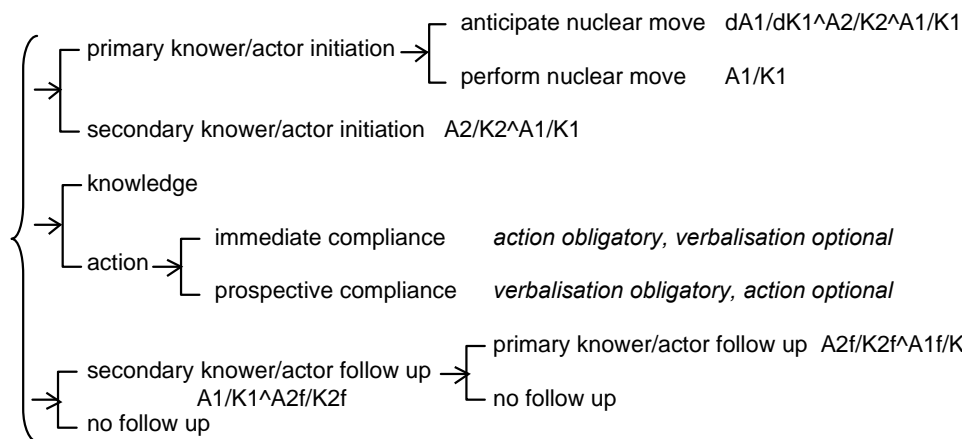 anticipate nuclear move dA1/dK1^A2/K2^A1/K1
primary knower/actor initiation
perform nuclear move A1/K1
secondary knower/actor initiation A2/K2^A1/K1
knowledge
immediate compliance action obligatory, verbalisation optional
action
prospective compliance verbalisation obligatory, action optional
primary knower/actor follow up A2f/K2f^A1f/K
secondary knower/actor follow up
A1/K1^A2f/K2f
no follow up
no follow up